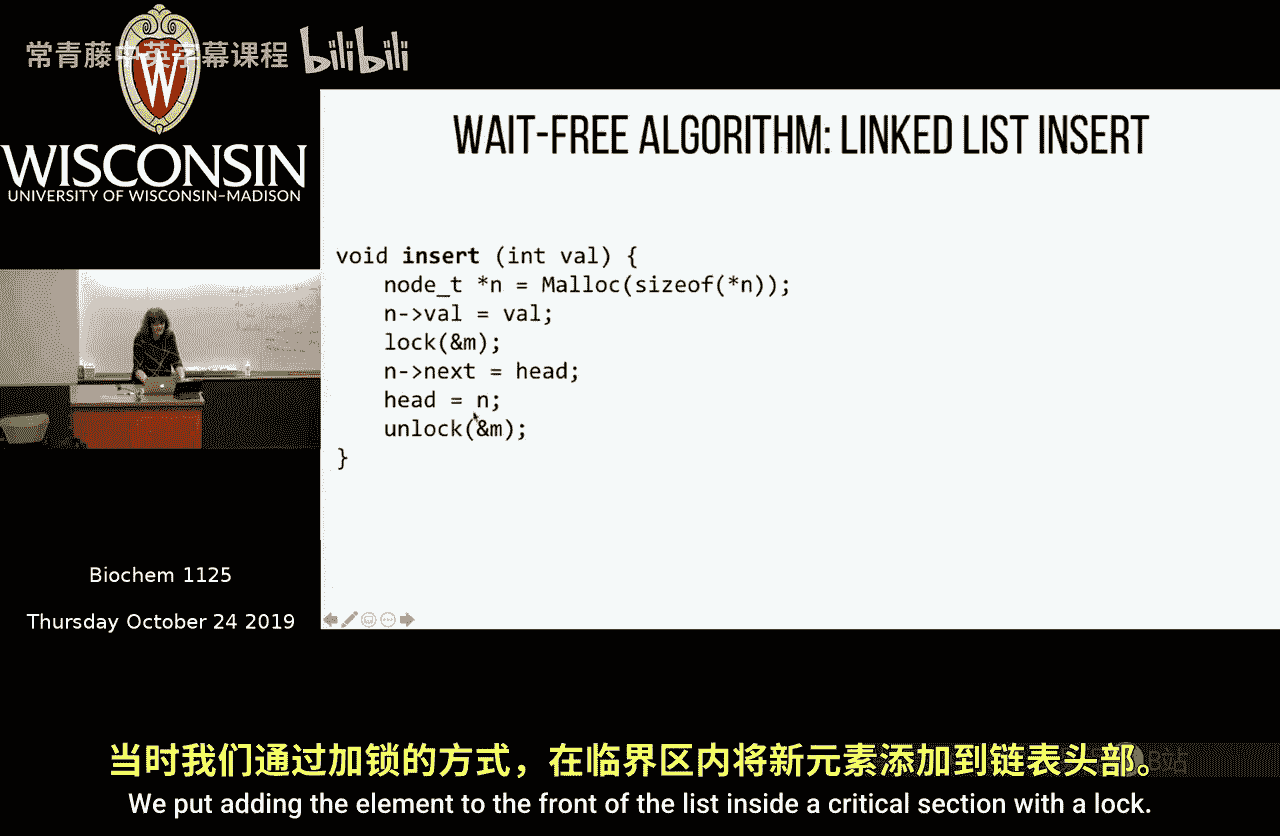 常青藤中英字幕课程 bilibili
W
WISCONSIN
UNIVERSITY OF WISCONSIN-MADISON
WAIT-FREE ALGORITHM: LINKED LIST INSERT
void insert (int val) {
node_t *n = Malloc(sizeof(*n));
n->val = val;
lock(&m);
n->next = head;
head = n;
unlock(&m);
}
Biochem 1125
Thursday October 24 2019
当时我们通过加锁的方式，在临界区内将新元素添加到链表头部。
B站
We put adding the element to the front of the list inside a critical section with a lock.